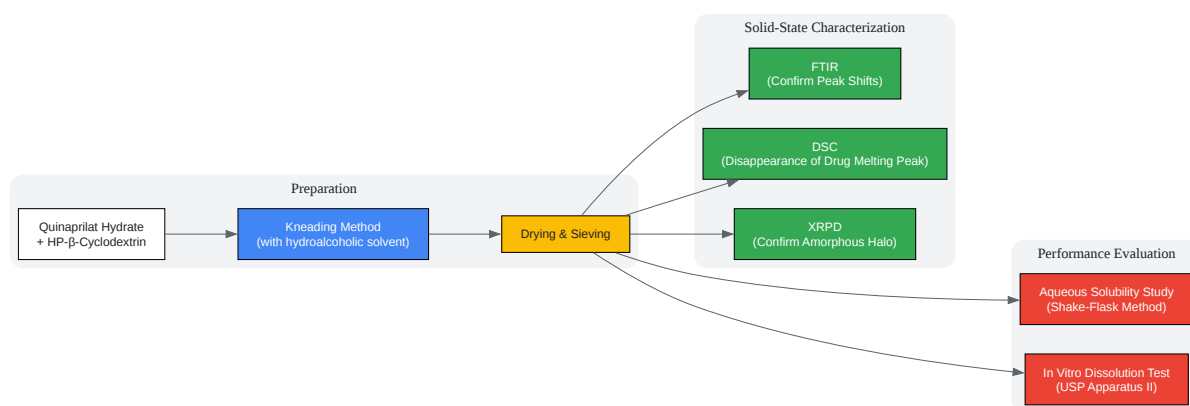 Preparation
Quinaprilat Hydrate
+ HP-β-Cyclodextrin
Kneading Method
(with hydroalcoholic solvent)
Drying & Sieving
Solid-State Characterization
FTIR
(Confirm Peak Shifts)
DSC
(Disappearance of Drug Melting Peak)
XRPD
(Confirm Amorphous Halo)
Performance Evaluation
Aqueous Solubility Study
(Shake-Flask Method)
In Vitro Dissolution Test
(USP Apparatus II)